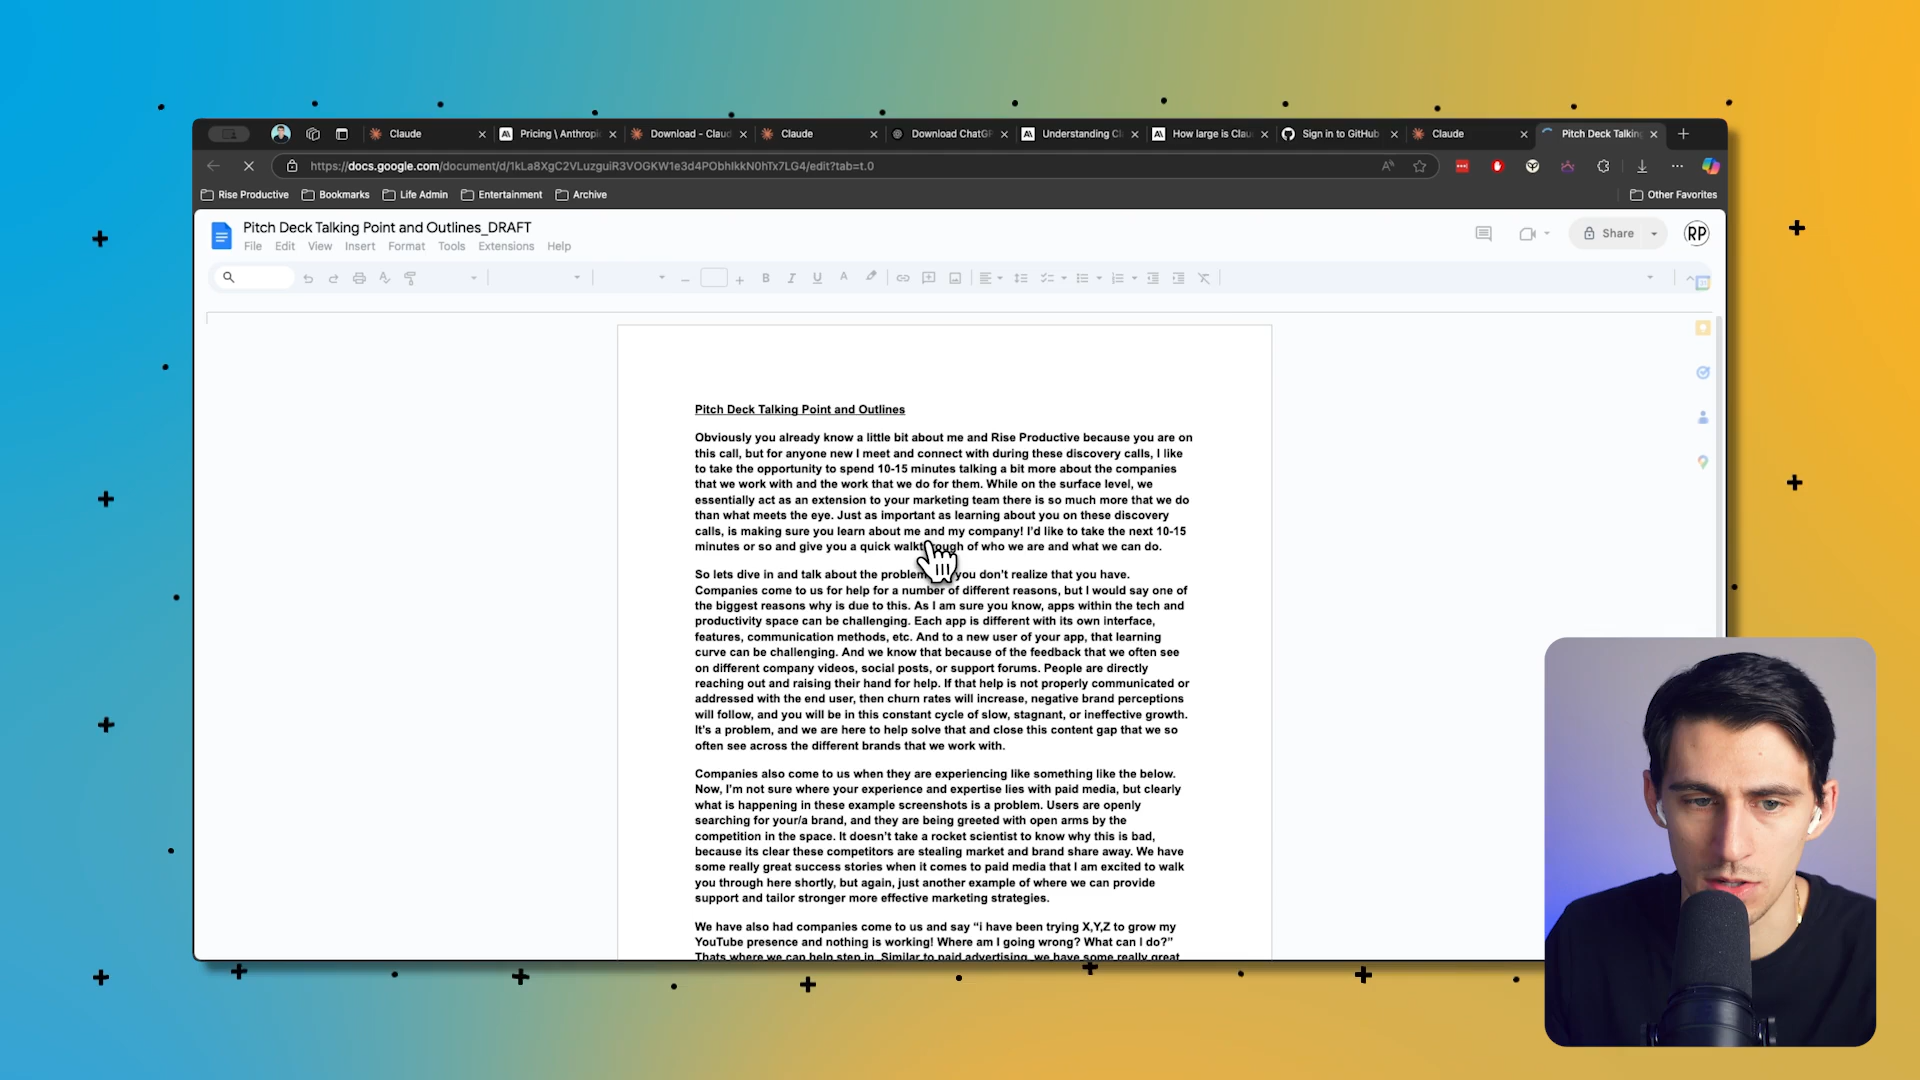 Claude
Pricing \ Anthropic
Download - Claud
Claude
Download ChatGP
Understanding Cl
How large is Clau
Sign in to GitHub
Claude
Pitch Deck Talking
https://docs.google.com/document/d/1kLa8XgC2VLuzguiR3VOGKW1e3d4PObhIkkN0hTx7LG4/edit?tab=t.0
Rise Productive
Bookmarks
Life Admin
Entertainment
Archive
Other Favorites
Pitch Deck Talking Point and Outlines_DRAFT
File Edit View Insert Format Tools Extensions Help
Share
RP
Pitch Deck Talking Point and Outlines
Obviously you already know a little bit about me and Rise Productive because you are on
this call, but for anyone new I meet and connect with during these discovery calls, I like
to take the opportunity to spend 10-15 minutes talking a bit more about the companies
that we work with and the work that we do for them. While on the surface level, we
essentially act as an extension to your marketing team there is so much more that we do
than what meets the eye. Just as important as learning about you on these discovery
calls, is making sure you learn about me and my company! I'd like to take the next 10-15
minutes or so and give you a quick walkthrough of who we are and what we can do.
So lets dive in and talk about the problem you don't realize that you have.
Companies come to us for help for a number of different reasons, but I would say one of
the biggest reasons why is due to this. As I am sure you know, apps within the tech and
productivity space can be challenging. Each app is different with its own interface,
features, communication methods, etc. And to a new user of your app, that learning
curve can be challenging. And we know that because of the feedback that we often see
on different company videos, social posts, or support forums. People are directly
reaching out and raising their hand for help. If that help is not properly communicated or
addressed with the end user, then churn rates will increase, negative brand perceptions
will follow, and you will be in this constant cycle of slow, stagnant, or ineffective growth.
It's a problem, and we are here to help solve that and close this content gap that we so
often see across the different brands that we work with.
Companies also come to us when they are experiencing like something like the below.
Now, I'm not sure where your experience and expertise lies with paid media, but clearly
what is happening in these example screenshots is a problem. Users are openly
searching for your/a brand, and they are being greeted with open arms by the
competition in the space. It doesn't take a rocket scientist to know why this is bad,
because its clear these competitors are stealing market and brand share away. We have
some really great success stories when it comes to paid media that I am excited to walk
you through here shortly, but again, just another example of where we can provide
support and tailor stronger more effective marketing strategies.
We have also had companies come to us and say “i have been trying X,Y,Z to grow my
YouTube presence and nothing is working! Where am I going wrong? What can I do?”
Thats where we can help step in. Similar to paid advertising, we have some really great